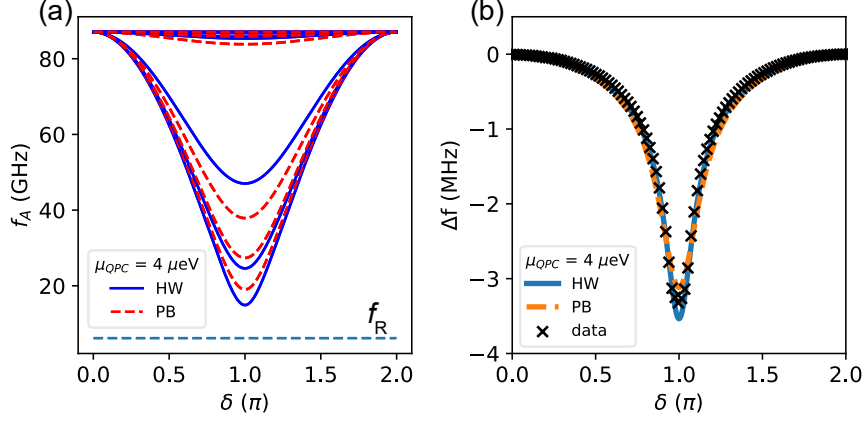 (a)
80
60
40
20
f_A (GHz)
μ_QPC = 4 μeV
HW
PB
f_R
0.0 0.5 1.0 1.5 2.0
δ (π)
(b)
0
−1
−2
−3
−4
Δf (MHz)
μ_QPC = 4 μeV
HW
PB
data
0.0 0.5 1.0 1.5 2.0
δ (π)